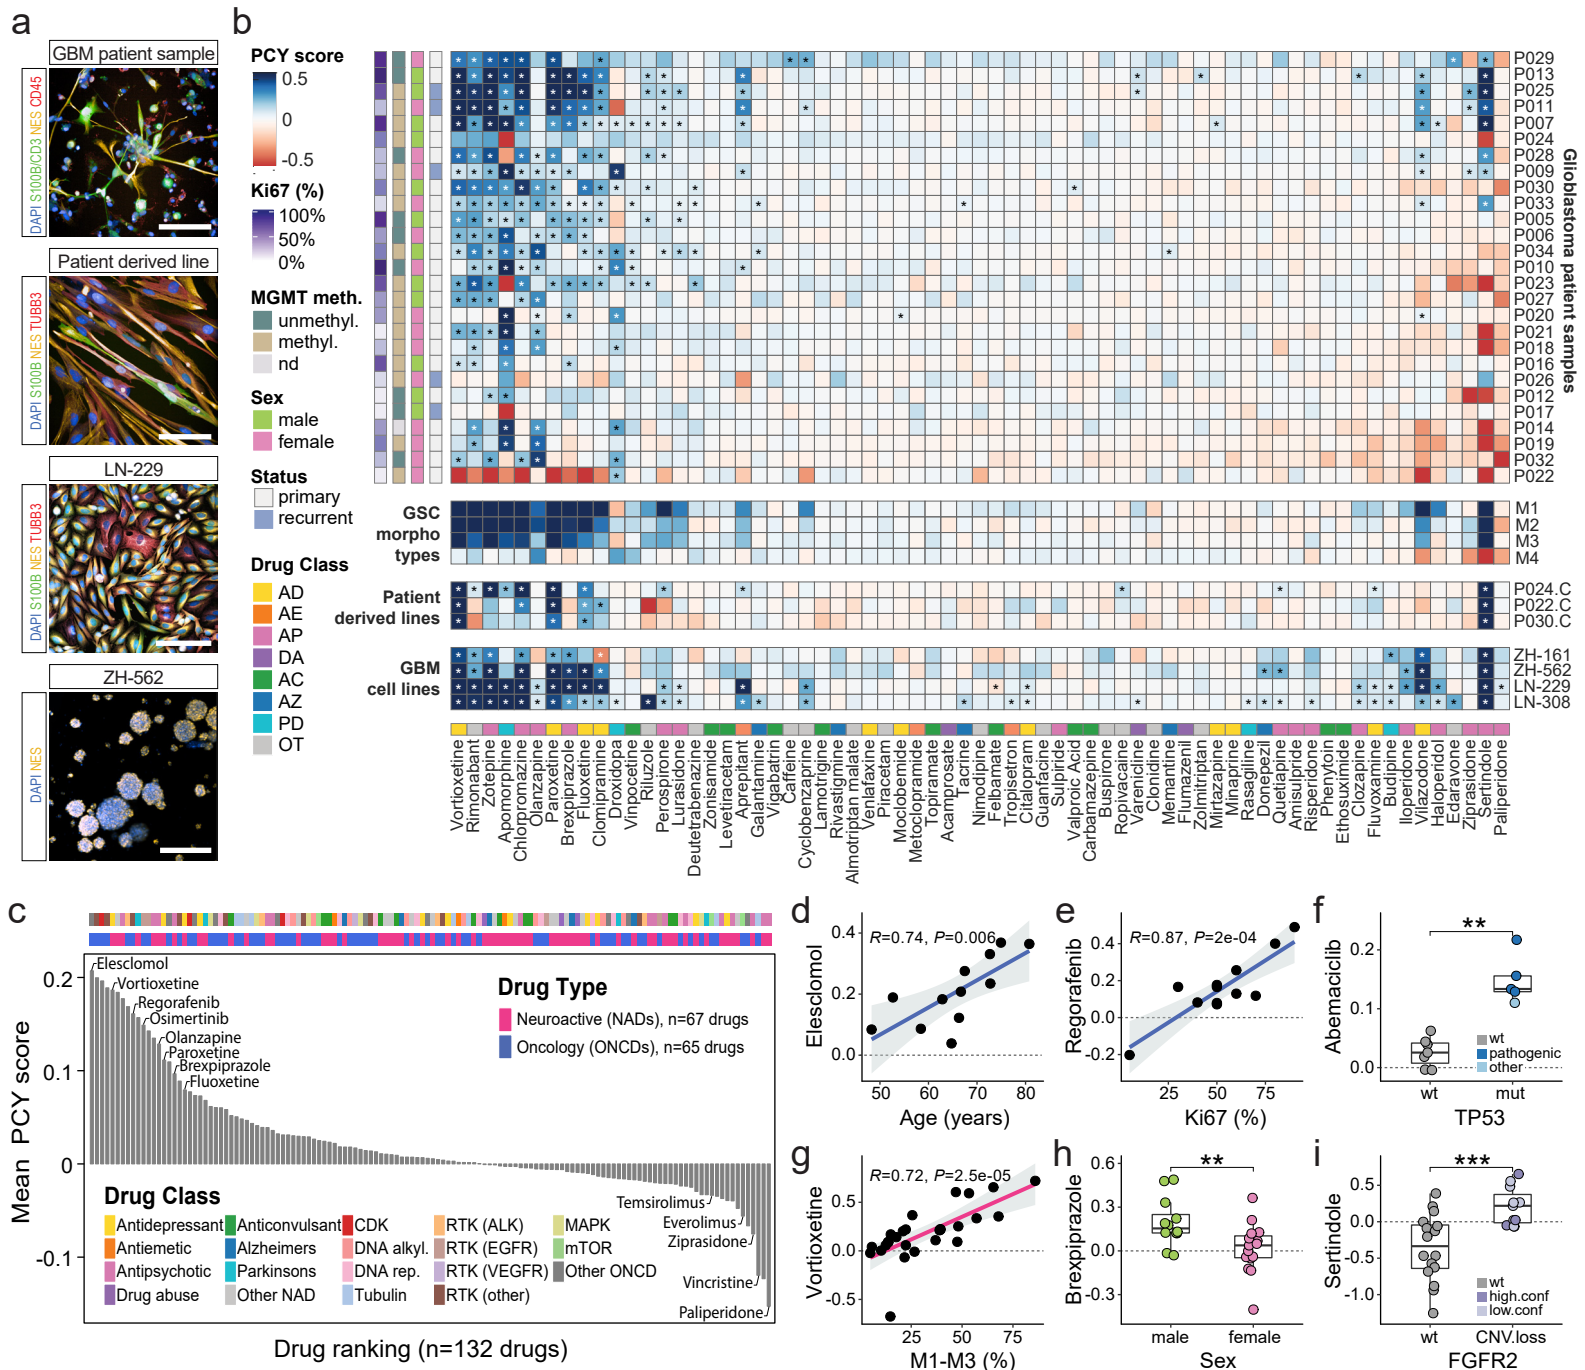 a
GBM patient sample
DAPI S100B/CD3 NES CD45
Patient derived line
DAPI S100B NES TUBB3
LN-229
DAPI S100B NES TUBB3
ZH-562
DAPI NES
b
PCY score
0.5
0
-0.5
Ki67 (%)
100%
50%
0%
MGMT meth.
unmethyl.
methyl.
nd
Sex
male
female
Status
primary
recurrent
Drug Class
AD
AE
AP
DA
AC
AZ
PD
OT
P029
P013
P025
P011
P007
P024
P028
P009
P030
P033
P005
P006
P034
P010
P023
P027
P020
P021
P018
P016
P026
P012
P017
P014
P019
P032
P022
Glioblastoma patient samples
GSC
morpho
types
M1
M2
M3
M4
Patient
derived lines
P024.C
P022.C
P030.C
GBM
cell lines
ZH-161
ZH-562
LN-229
LN-308
Vortioxetine
Rimonabant
Zotepine
Apomorphine
Chlorpromazine
Olanzapine
Paroxetine
Brexpiprazole
Fluoxetine
Clomipramine
Droxidopa
Vinpocetine
Riluzole
Perospirone
Lurasidone
Deutetrabenazine
Zonisamide
Levetiracetam
Aprepitant
Galantamine
Vigabatrin
Caffeine
Cyclobenzaprine
Lamotrigine
Rivastigmine
Almotriptan malate
Venlafaxine
Piracetam
Moclobemide
Metoclopramide
Topiramate
Acamprosate
Tacrine
Nimodipine
Felbamate
Tropisetron
Citalopram
Guanfacine
Sulpiride
Valproic Acid
Carbamazepine
Buspirone
Ropivacaine
Varenicline
Clonidine
Memantine
Flumazenil
Zolmitriptan
Mirtazapine
Minaprine
Rasagiline
Donepezil
Quetiapine
Amisulpride
Risperidone
Phenytoin
Ethosuximide
Clozapine
Fluvoxamine
Budipine
Iloperidone
Vilazodone
Haloperidol
Edaravone
Ziprasidone
Sertindole
Paliperidone
c
Mean PCY score
0.2
0.1
0
-0.1
Elesclomol
Vortioxetine
Regorafenib
Osimertinib
Olanzapine
Paroxetine
Brexpiprazole
Fluoxetine
Drug Type
Neuroactive (NADs), n=67 drugs
Oncology (ONCDs), n=65 drugs
Temsirolimus
Everolimus
Ziprasidone
Vincristine
Paliperidone
Drug Class
Antidepressant
Antiemetic
Antipsychotic
Drug abuse
Anticonvulsant
Alzheimers
Parkinsons
Other NAD
CDK
DNA alkyl.
DNA rep.
Tubulin
RTK (ALK)
RTK (EGFR)
RTK (VEGFR)
RTK (other)
MAPK
mTOR
Other ONCD
Drug ranking (n=132 drugs)
d
R=0.74, P=0.006
Elesclomol
0.4
0.2
0.0
50 60 70 80
Age (years)
e
R=0.87, P=2e-04
Regorafenib
0.4
0.2
0.0
-0.2
25 50 75
Ki67 (%)
f
**
Abemaciclib
0.2
0.1
0.0
wt
pathogenic
other
wt mut
TP53
g
R=0.72, P=2.5e-05
Vortioxetine
0.5
0.0
-0.5
25 50 75
M1-M3 (%)
h
**
Brexpiprazole
0.6
0.3
0.0
-0.3
male female
Sex
i
***
Sertindole
0.5
0.0
-0.5
-1.0
wt
high.conf
low.conf
wt CNV.loss
FGFR2